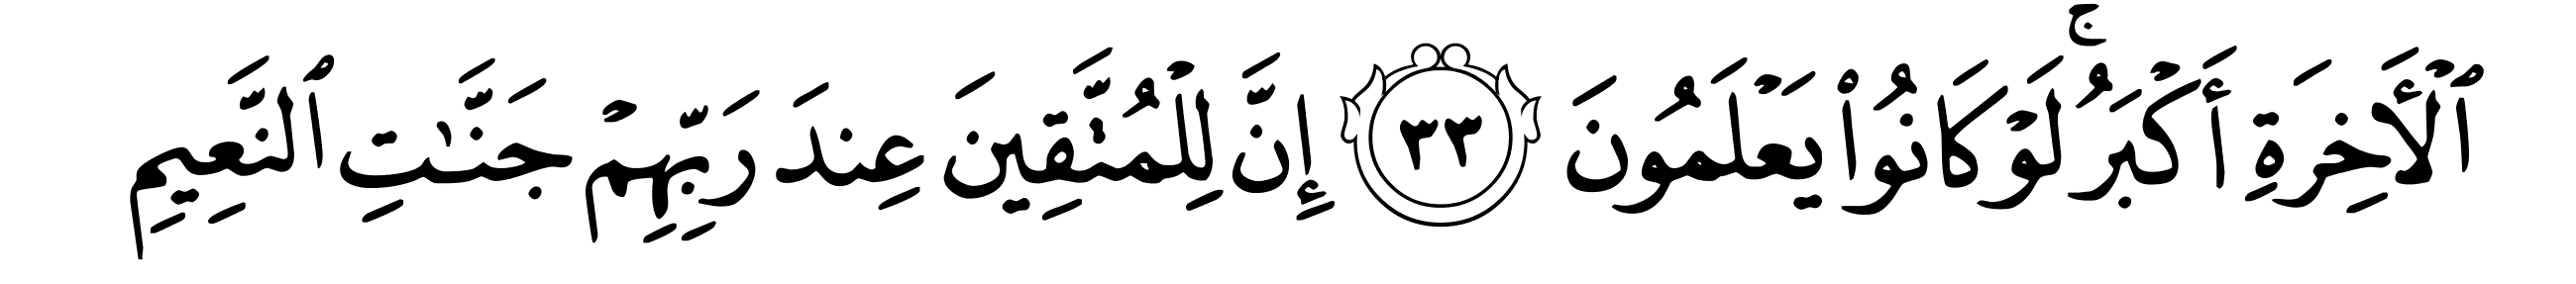 ٱلْأَخِرَةِ أَكْبَرُ ۚ لَوْ كَانُوا۟ يَعْلَمُونَ ٣٣ إِنَّ لِلْمُتَّقِينَ عِندَ رَبِّهِمْ جَنَّٰتِ ٱلنَّعِيمِ